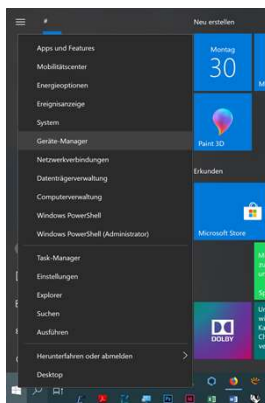 #
Neu erstellen
Apps und Features
Mobilitätscenter
Energieoptionen
Ereignisanzeige
System
Geräte-Manager
Netzwerkverbindungen
Datenträgerverwaltung
Computerverwaltung
Windows PowerShell
Windows PowerShell (Administrator)
Task-Manager
Einstellungen
Explorer
Suchen
Ausführen
Herunterfahren oder abmelden
Desktop
Montag
30
Paint 3D
Erkunden
Microsoft Store
DOLBY